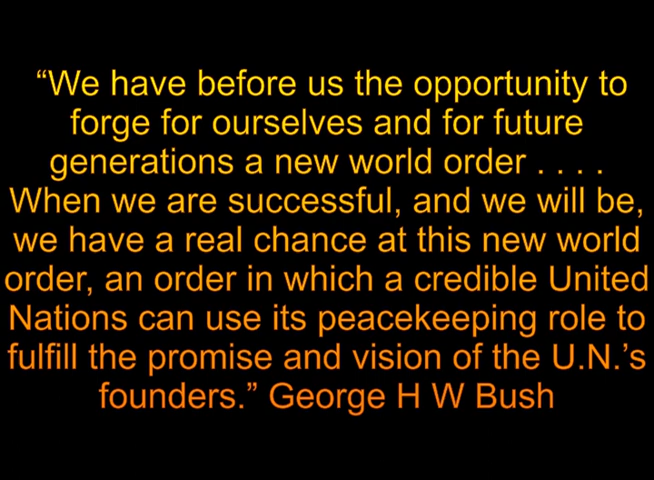 “We have before us the opportunity to
forge for ourselves and for future
generations a new world order . . . .
When we are successful, and we will be,
we have a real chance at this new world
order, an order in which a credible United
Nations can use its peacekeeping role to
fulfill the promise and vision of the U.N.’s
founders.” George H W Bush